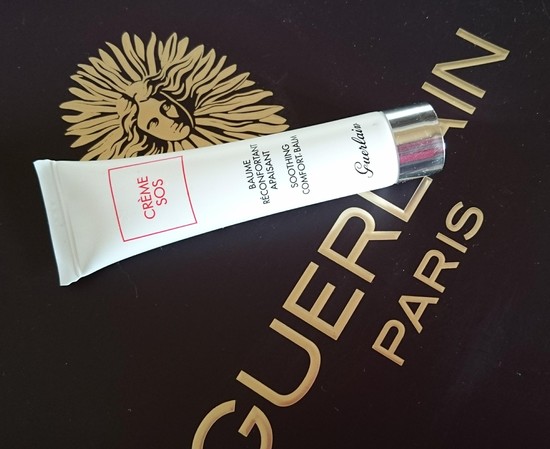 CRÈME
SOS
BAUME
RÉCONFORTANT
APAISANT
SOOTHING
COMFORT-BALM
Guerlain
GUERLAIN
PARIS